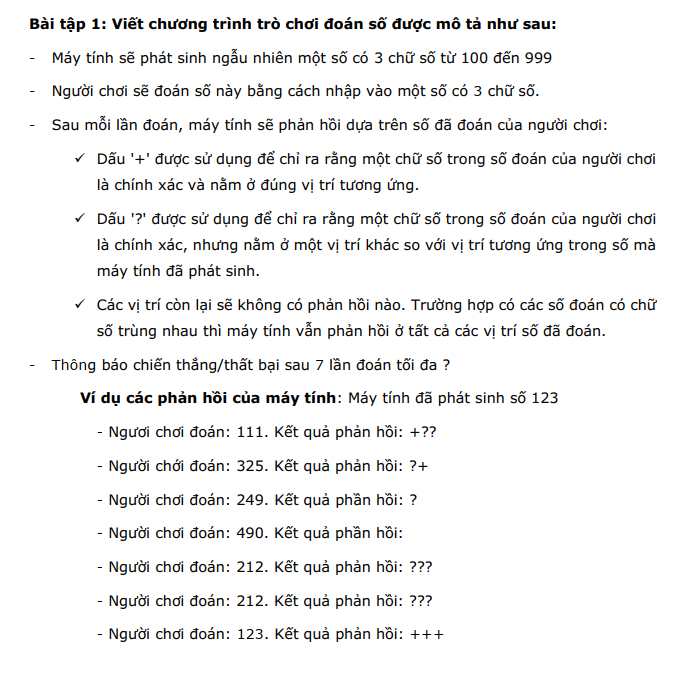 Bài tập 1: Viết chương trình trò chơi đoán số được mô tả như sau:
- Máy tính sẽ phát sinh ngẫu nhiên một số có 3 chữ số từ 100 đến 999
- Người chơi sẽ đoán số này bằng cách nhập vào một số có 3 chữ số.
- Sau mỗi lần đoán, máy tính sẽ phản hồi dựa trên số đã đoán của người chơi:
✓ Dấu '+' được sử dụng để chỉ ra rằng một chữ số trong số đoán của người chơi
là chính xác và nằm ở đúng vị trí tương ứng.
✓ Dấu '?' được sử dụng để chỉ ra rằng một chữ số trong số đoán của người chơi
là chính xác, nhưng nằm ở một vị trí khác so với vị trí tương ứng trong số mà
máy tính đã phát sinh.
✓ Các vị trí còn lại sẽ không có phản hồi nào. Trường hợp có các số đoán có chữ
số trùng nhau thì máy tính vẫn phản hồi ở tất cả các vị trí số đã đoán.
- Thông báo chiến thắng/thất bại sau 7 lần đoán tối đa ?
Ví dụ các phản hồi của máy tính: Máy tính đã phát sinh số 123
- Ngươi chơi đoán: 111. Kết quả phản hồi: +??
- Người chới đoán: 325. Kết quả phản hồi: ?+
- Người chơi đoán: 249. Kết quả phần hồi: ?
- Người chơi đoán: 490. Kết quả phần hồi:
- Người chơi đoán: 212. Kết quả phản hồi: ???
- Người chơi đoán: 212. Kết quả phản hồi: ???
- Người chơi đoán: 123. Kết quả phản hồi: +++